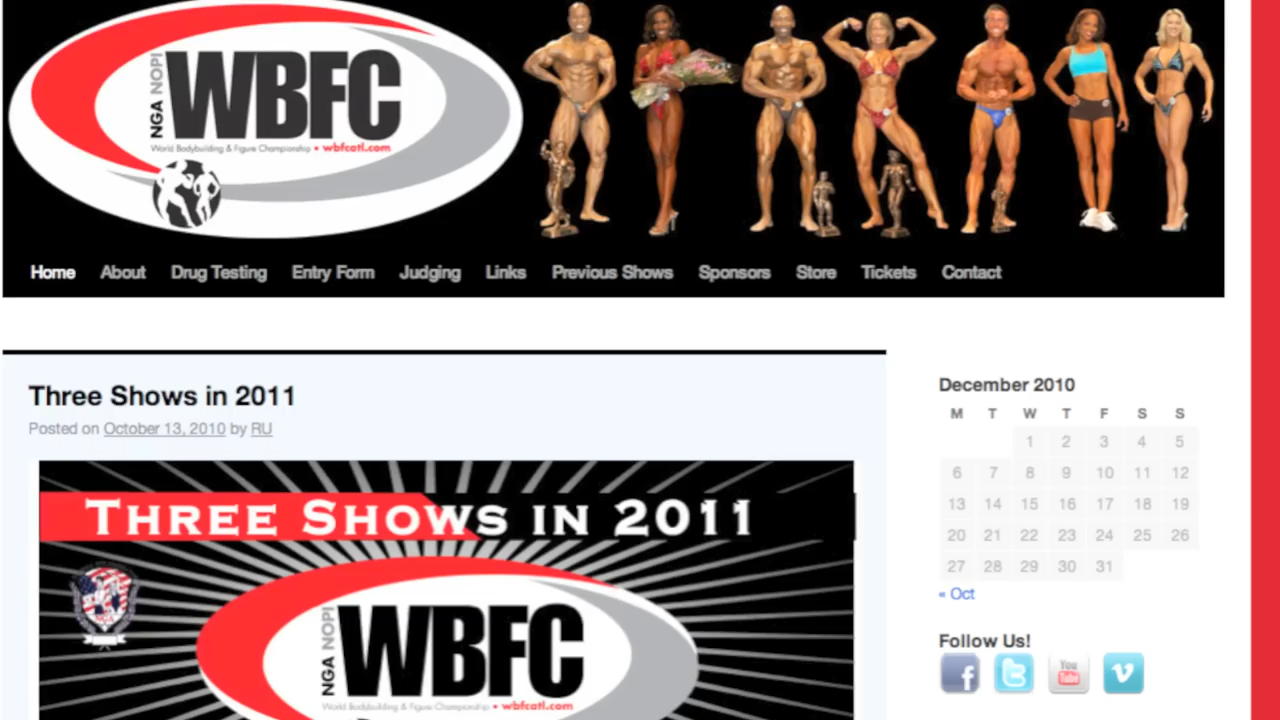 NGA NOPI
WBFC
World Bodybuilding & Figure Championship • wbfcatl.com
Home About Drug Testing Entry Form Judging Links Previous Shows Sponsors Store Tickets Contact
Three Shows in 2011
Posted on October 13, 2010 by RU
THREE SHOWS IN 2011
NGA NOPI
WBFC
World Bodybuilding & Figure Championship • wbfcatl.com
December 2010
M T W T F S S
1 2 3 4 5
6 7 8 9 10 11 12
13 14 15 16 17 18 19
20 21 22 23 24 25 26
27 28 29 30 31
« Oct
Follow Us!
f t You Tube v